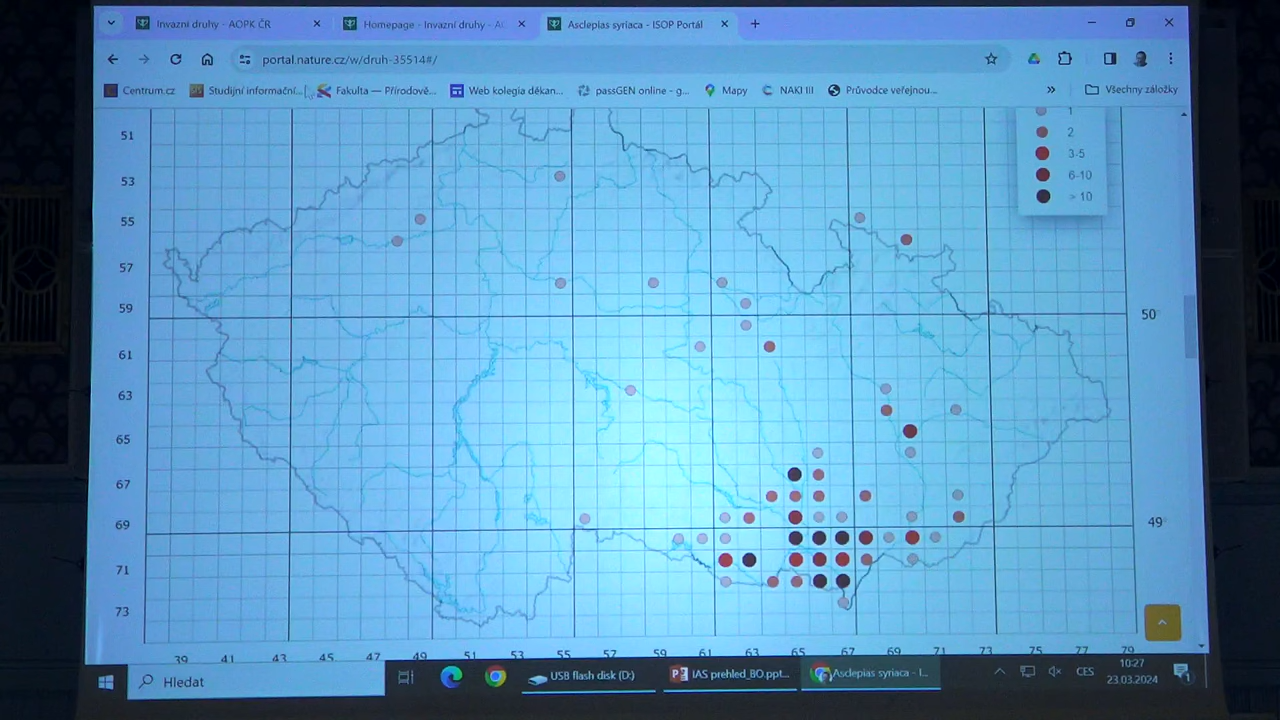 Invazní druhy - AOPK ČR
Homepage - Invazní druhy - A
Asclepias syriaca - ISOP Portál
portal.nature.cz/w/druh-35514#/
Centrum.cz
Studijní informační...
Fakulta — Přírodově...
Web kolegia děkan...
passGEN online - g...
Mapy
NAKI III
Průvodce veřejnou...
»
Všechny záložky
1
2
3-5
6-10
> 10
51
53
55
57
59
61
63
65
67
69
71
73
50°
49°
39 41 43 45 47 49 51 53 55 57 59 61 63 65 67 69 71 73 75 77 79
Hledat
USB flash disk (D:)
IAS prehled_BO.ppt...
Asclepias syriaca - I...
CES
10:27
23.03.2024
1